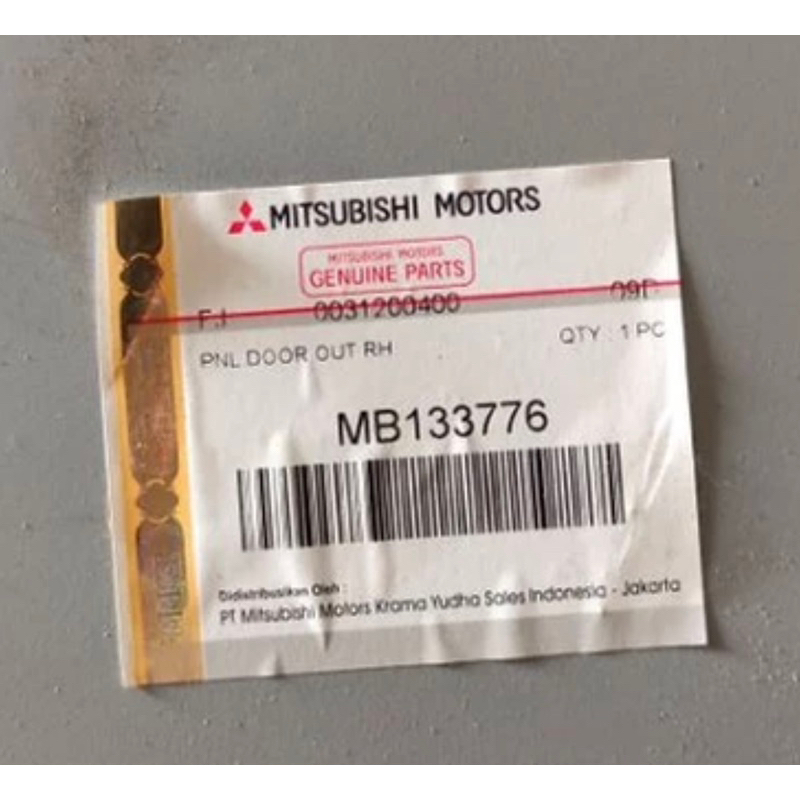 MITSUBISHI MOTORS
MITSUBISHI MOTORS
GENUINE PARTS
0031200400
PNL DOOR OUT RH
QTY : 1 PC
MB133776
Didistribusikan Oleh :
PT Mitsubishi Motors Krama Yudha Sales Indonesia - Jakarta